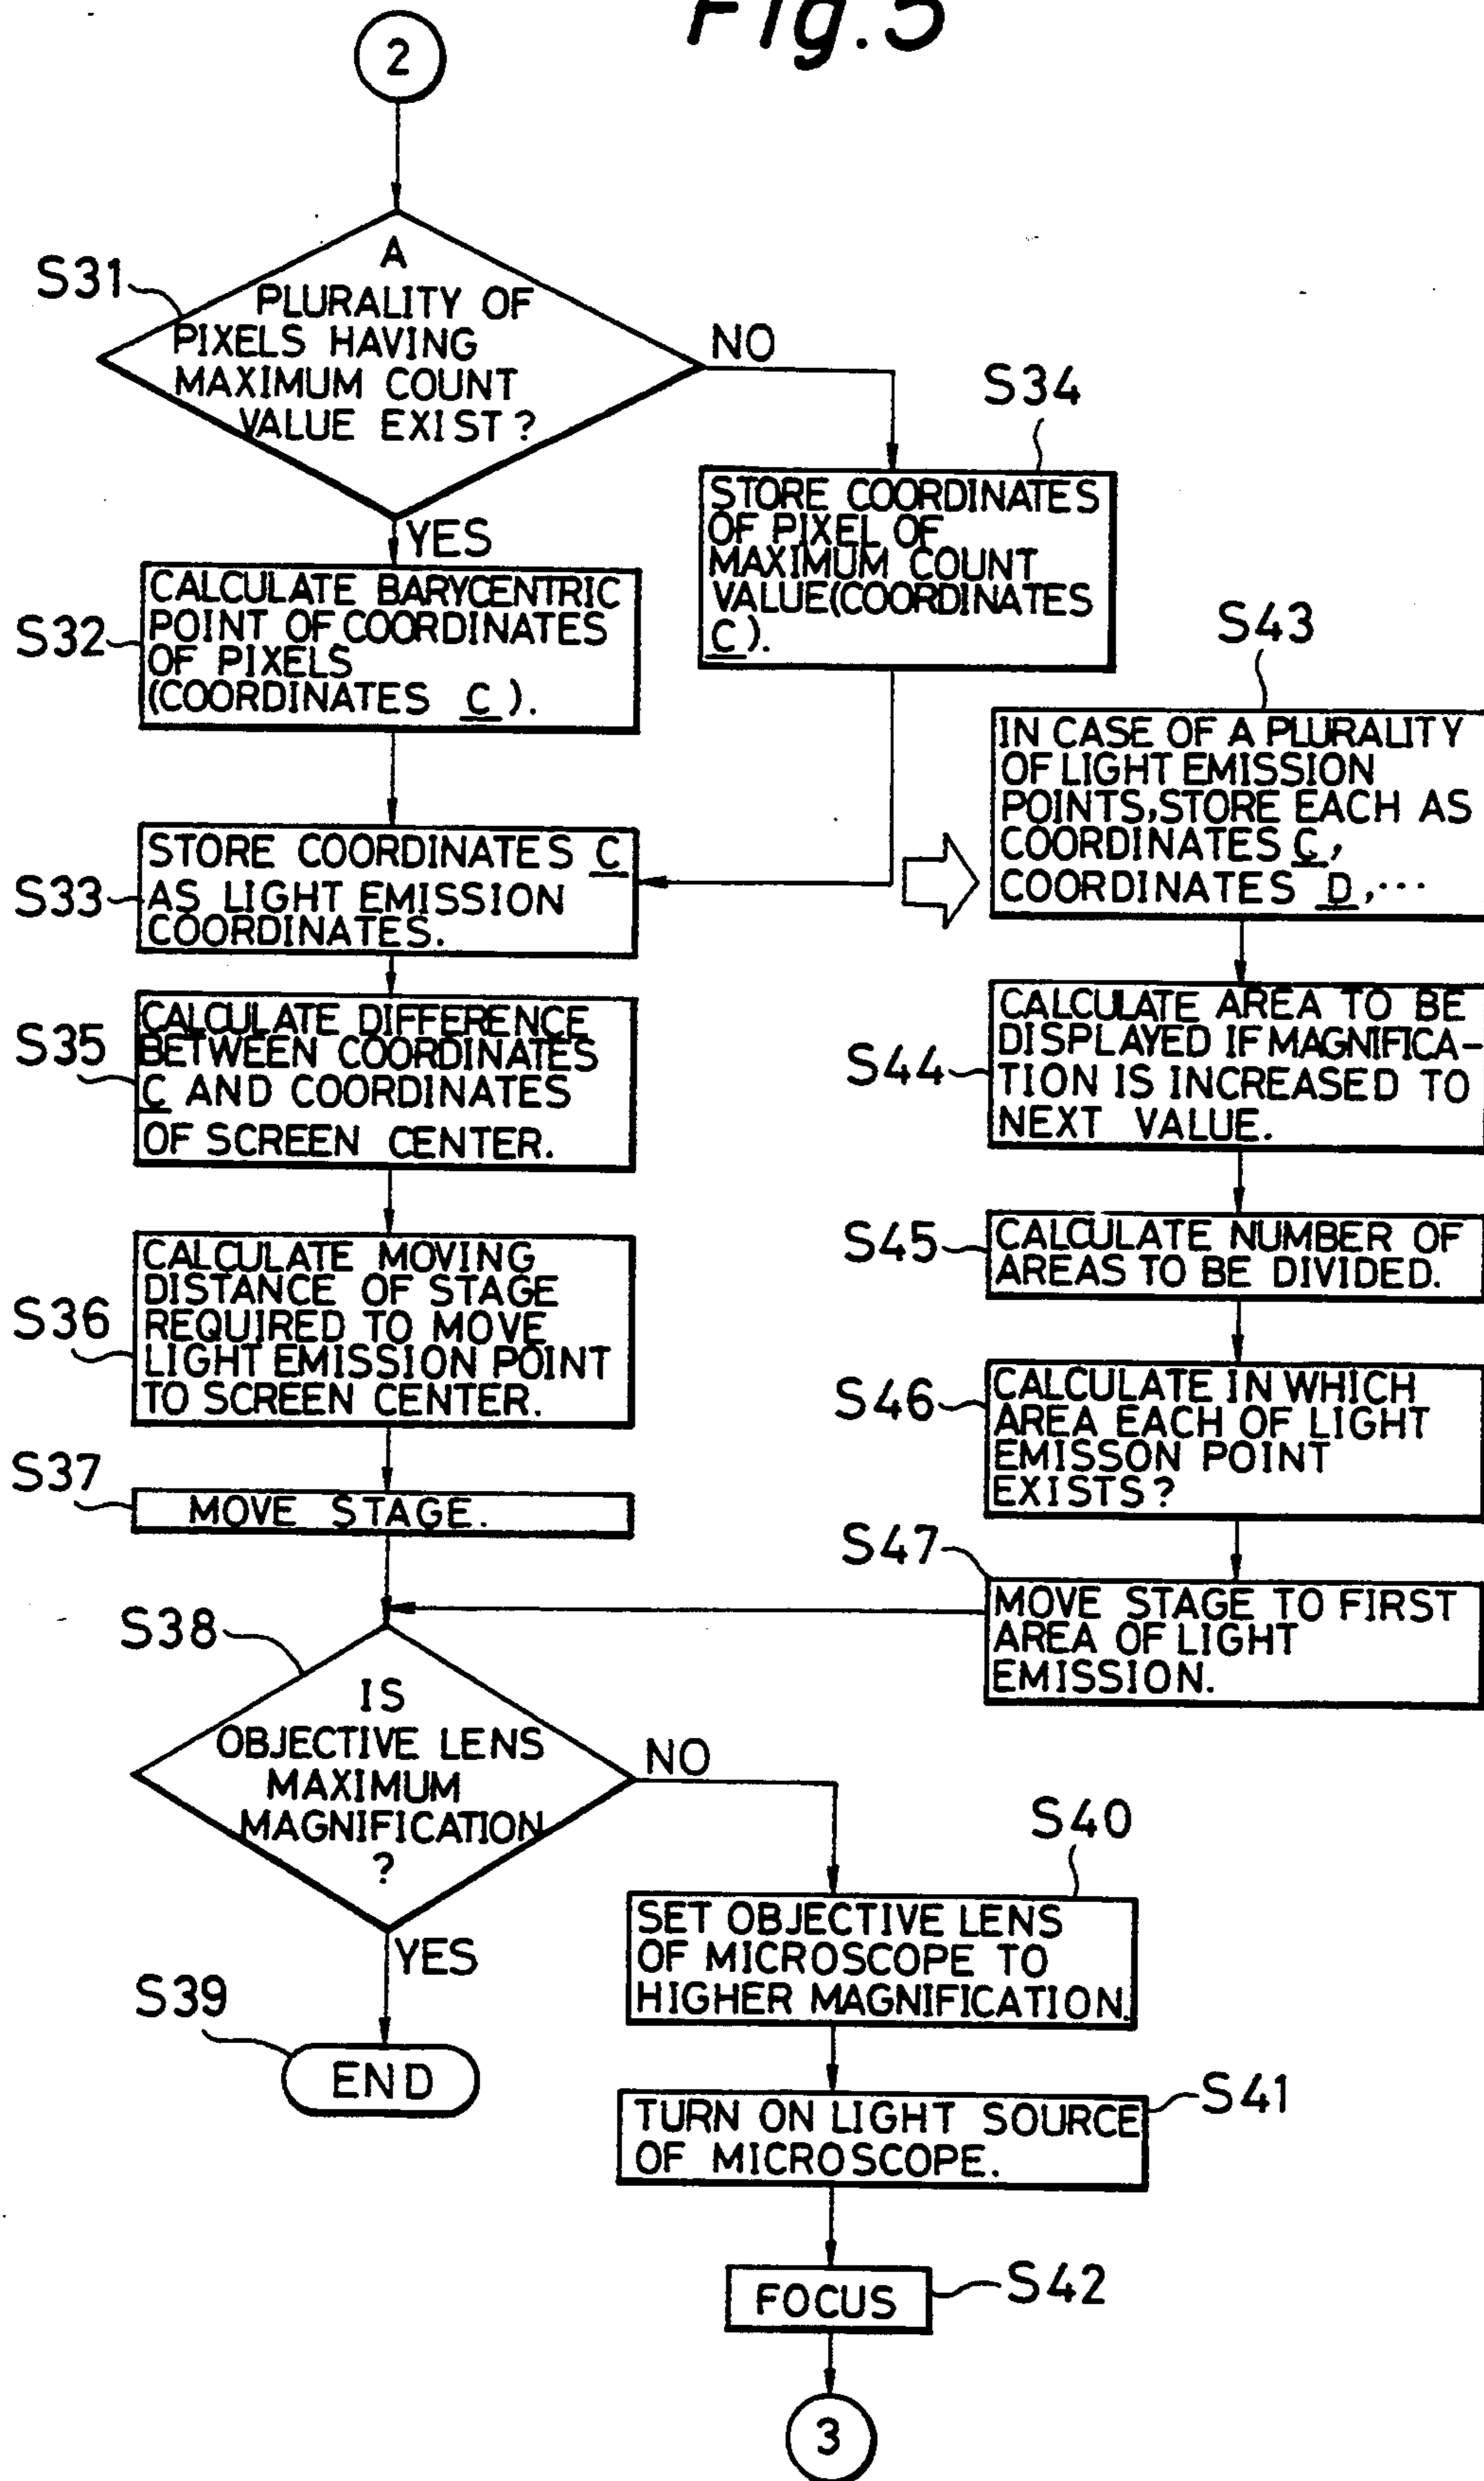 Fig. 5
2
S31
A
PLURALITY OF
PIXELS HAVING
MAXIMUM COUNT
VALUE EXIST?
NO
YES
S34
STORE COORDINATES
OF PIXEL OF
MAXIMUM COUNT
VALUE(COORDINATES
C).
S32
CALCULATE BARYCENTRIC
POINT OF COORDINATES
OF PIXELS
(COORDINATES C).
S43
IN CASE OF A PLURALITY
OF LIGHT EMISSION
POINTS,STORE EACH AS
COORDINATES C,
COORDINATES D,···
S33
STORE COORDINATES C
AS LIGHT EMISSION
COORDINATES.
S35
CALCULATE DIFFERENCE
BETWEEN COORDINATES
C AND COORDINATES
OF SCREEN CENTER.
S44
CALCULATE AREA TO BE
DISPLAYED IF MAGNIFICA-
TION IS INCREASED TO
NEXT VALUE.
S36
CALCULATE MOVING
DISTANCE OF STAGE
REQUIRED TO MOVE
LIGHT EMISSION POINT
TO SCREEN CENTER.
S45
CALCULATE NUMBER OF
AREAS TO BE DIVIDED.
S46
CALCULATE IN WHICH
AREA EACH OF LIGHT
EMISSON POINT
EXISTS?
S37
MOVE STAGE.
S47
MOVE STAGE TO FIRST
AREA OF LIGHT
EMISSION.
S38
IS
OBJECTIVE LENS
MAXIMUM
MAGNIFICATION
?
NO
YES
S39
END
S40
SET OBJECTIVE LENS
OF MICROSCOPE TO
HIGHER MAGNIFICATION.
S41
TURN ON LIGHT SOURCE
OF MICROSCOPE.
S42
FOCUS
3